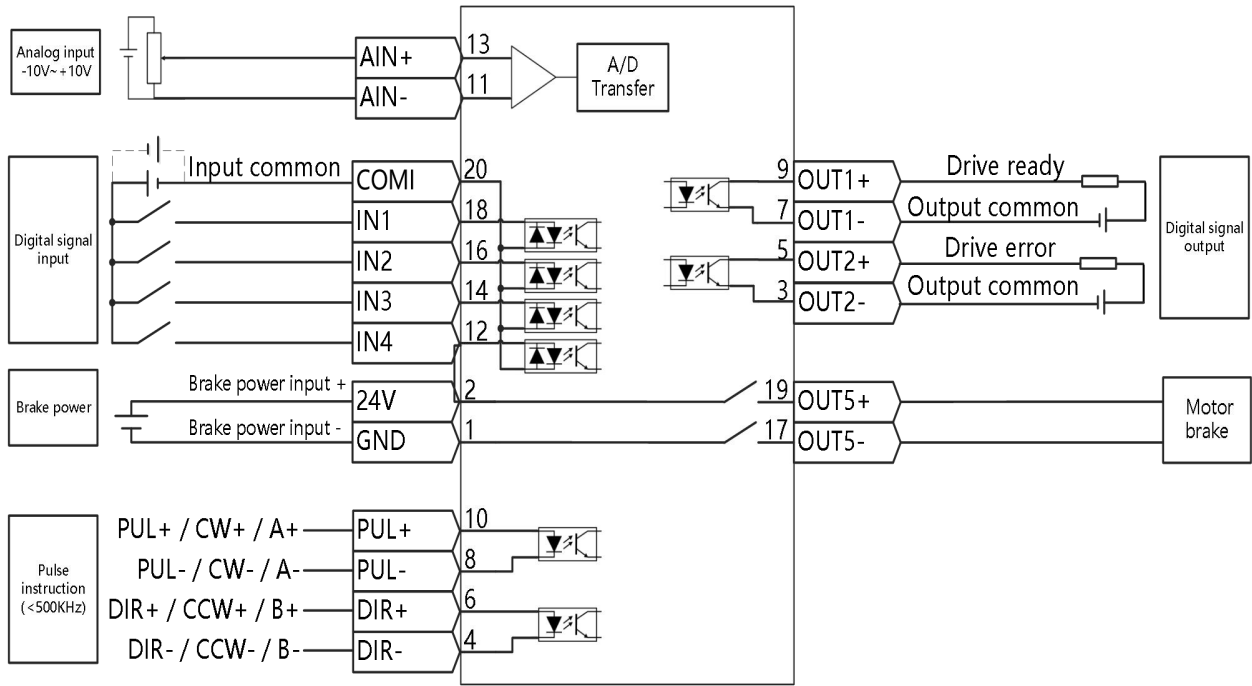 Analog input
-10V~+10V
AIN+
13
AIN-
11
A/D
Transfer
Digital signal
input
Input common
COMI
20
IN1
18
IN2
16
IN3
14
IN4
12
9
OUT1+
Drive ready
7
OUT1-
Output common
5
OUT2+
Drive error
3
OUT2-
Output common
Digital signal
output
Brake power
Brake power input +
24V
2
Brake power input -
GND
1
19
OUT5+
17
OUT5-
Motor
brake
Pulse
instruction
(<500KHz)
PUL+ / CW+ / A+
PUL+
10
PUL- / CW- / A-
PUL-
8
DIR+ / CCW+ / B+
DIR+
6
DIR- / CCW- / B-
DIR-
4